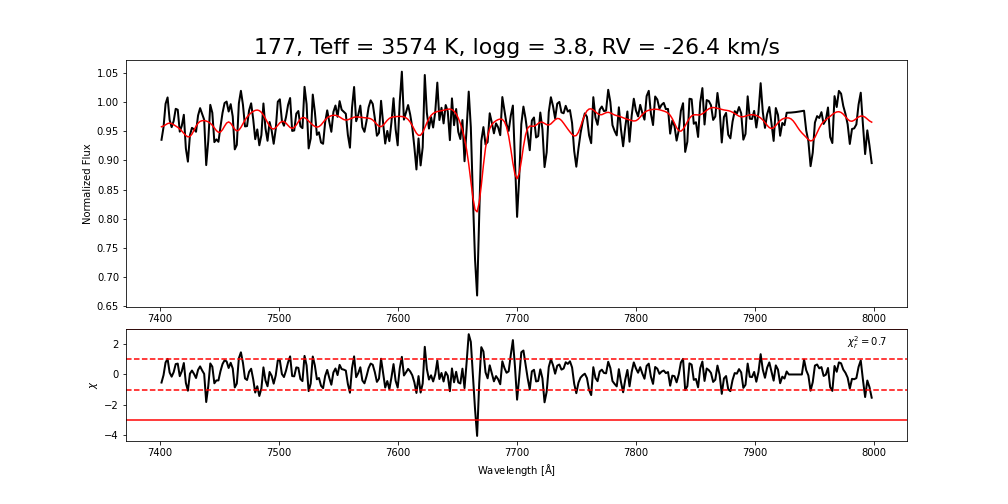 177, Teff = 3574 K, logg = 3.8, RV = -26.4 km/s
1.05
1.00
0.95
0.90
0.85
0.80
0.75
0.70
0.65
Normalized Flux
7400 7500 7600 7700 7800 7900 8000
χ²ᵣ = 0.7
2
0
−2
−4
χ
7400 7500 7600 7700 7800 7900 8000
Wavelength [Å]